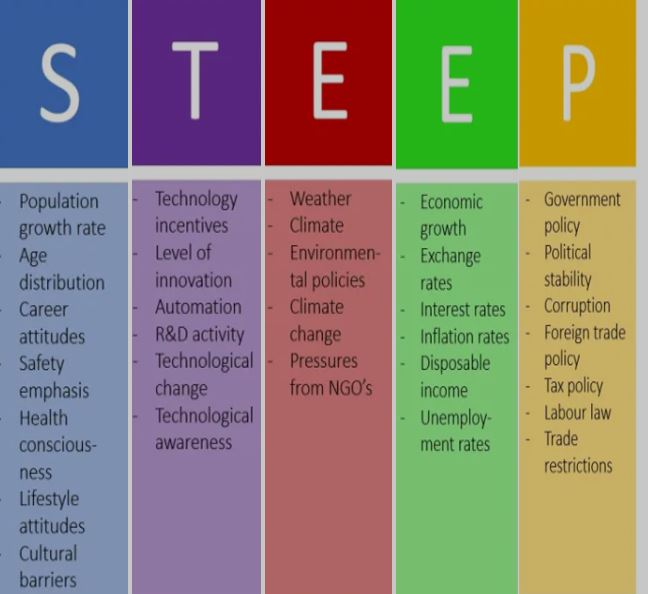 S
T
E
E
P
- Population
growth rate
- Age
distribution
- Career
attitudes
- Safety
emphasis
- Health
conscious-
ness
- Lifestyle
attitudes
- Cultural
barriers
- Technology
incentives
- Level of
innovation
- Automation
- R&D activity
- Technological
change
- Technological
awareness
- Weather
- Climate
- Environmen-
tal policies
- Climate
change
- Pressures
from NGO’s
- Economic
growth
- Exchange
rates
- Interest rates
- Inflation rates
- Disposable
income
- Unemploy-
ment rates
- Government
policy
- Political
stability
- Corruption
- Foreign trade
policy
- Tax policy
- Labour law
- Trade
restrictions